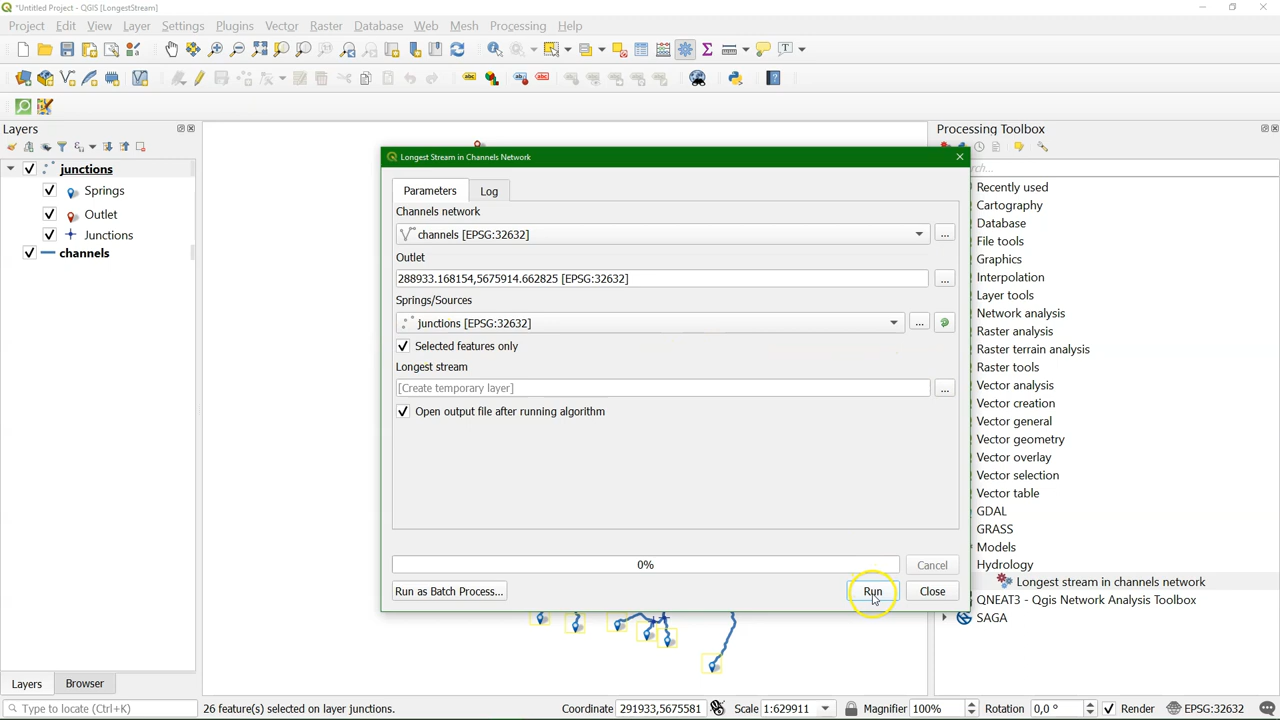 *Untitled Project - QGIS [LongestStream]
Project Edit View Layer Settings Plugins Vector Raster Database Web Mesh Processing Help
Layers
junctions
Springs
Outlet
Junctions
channels
Layers Browser
Longest Stream in Channels Network
Parameters Log
Channels network
channels [EPSG:32632]
Outlet
288933.168154,5675914.662825 [EPSG:32632]
Springs/Sources
junctions [EPSG:32632]
Selected features only
Longest stream
[Create temporary layer]
Open output file after running algorithm
0%
Cancel
Run as Batch Process...
Run
Close
Processing Toolbox
Recently used
Cartography
Database
File tools
Graphics
Interpolation
Layer tools
Network analysis
Raster analysis
Raster terrain analysis
Raster tools
Vector analysis
Vector creation
Vector general
Vector geometry
Vector overlay
Vector selection
Vector table
GDAL
GRASS
Models
Hydrology
Longest stream in channels network
QNEAT3 - Qgis Network Analysis Toolbox
SAGA
Type to locate (Ctrl+K)
26 feature(s) selected on layer junctions.
Coordinate 291933,5675581
Scale 1:629911
Magnifier 100%
Rotation 0,0 °
Render
EPSG:32632